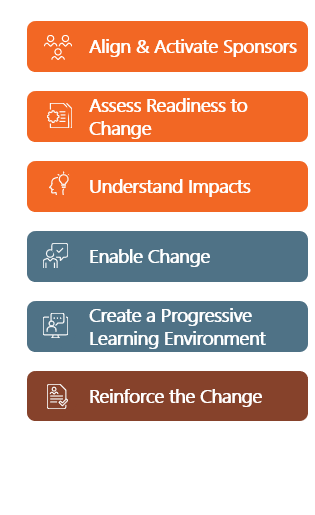 Align & Activate Sponsors
Assess Readiness to
Change
Understand Impacts
Enable Change
Create a Progressive
Learning Environment
Reinforce the Change